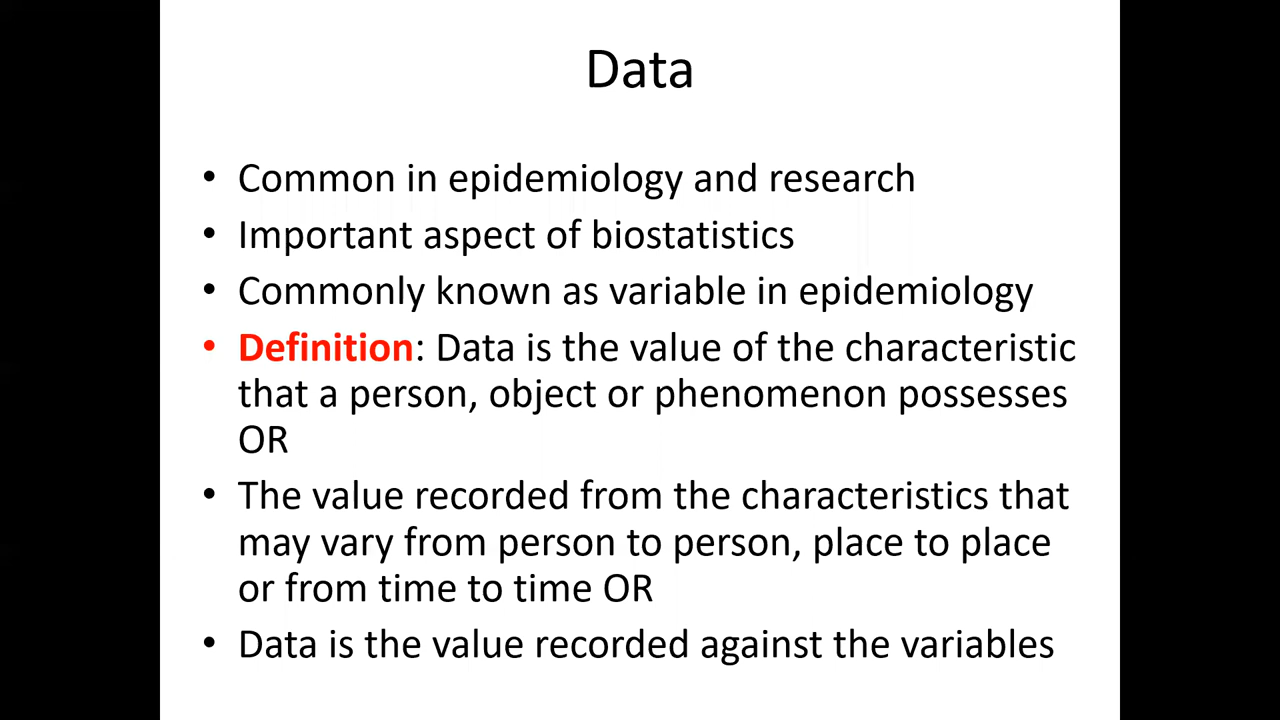 Data
• Common in epidemiology and research
• Important aspect of biostatistics
• Commonly known as variable in epidemiology
• Definition: Data is the value of the characteristic
that a person, object or phenomenon possesses
OR
• The value recorded from the characteristics that
may vary from person to person, place to place
or from time to time OR
• Data is the value recorded against the variables